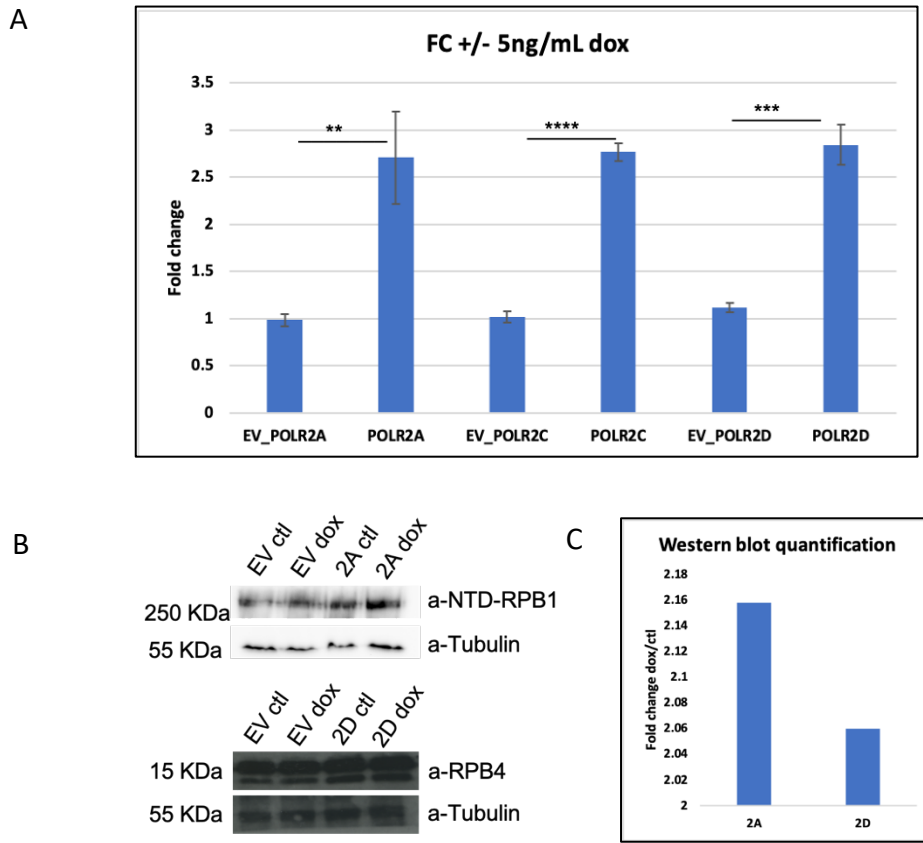 A
FC +/- 5ng/mL dox
Fold change
3.5
3
2.5
2
1.5
1
0.5
0
**
****
***
EV_POLR2A POLR2A EV_POLR2C POLR2C EV_POLR2D POLR2D
B
EV ctl EV dox 2A ctl 2A dox
250 KDa a-NTD-RPB1
55 KDa a-Tubulin
EV ctl EV dox 2D ctl 2D dox
15 KDa a-RPB4
55 KDa a-Tubulin
C
Western blot quantification
Fold change dox/ctl
2.18
2.16
2.14
2.12
2.1
2.08
2.06
2.04
2.02
2
2A 2D